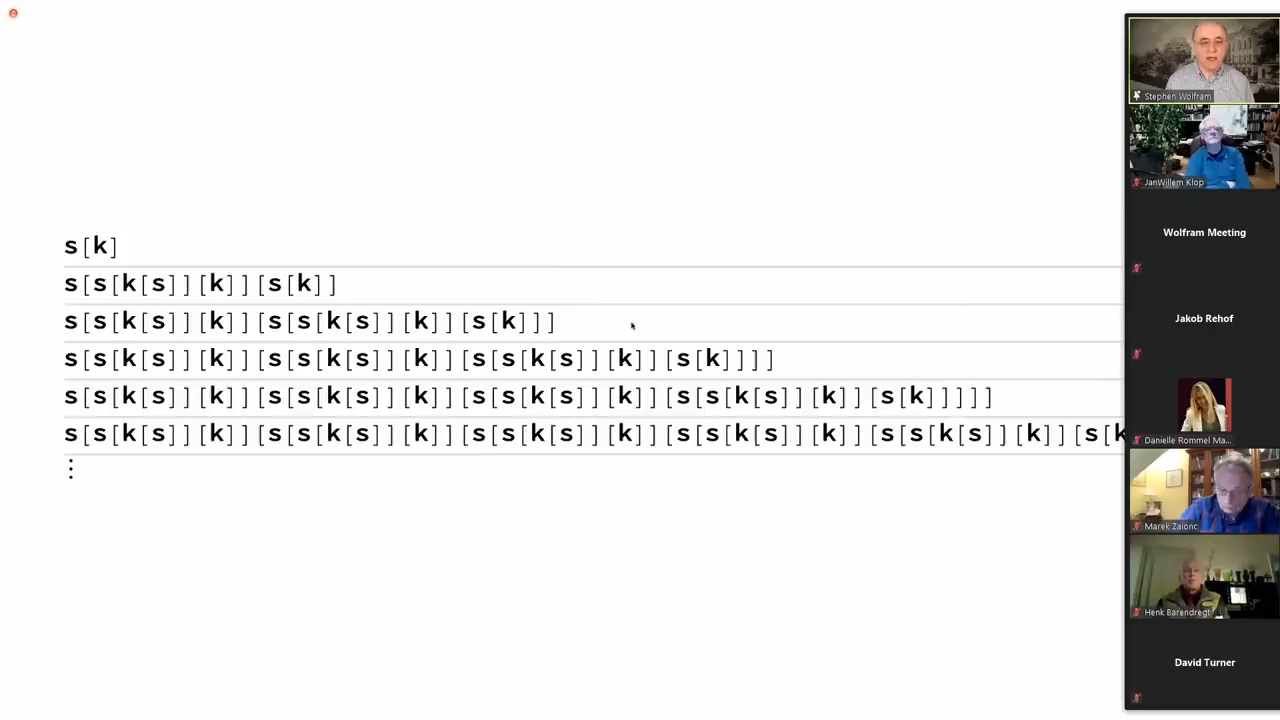 s[k]
s[s[k[s]][k]][s[k]]
s[s[k[s]][k]][s[s[k[s]][k]][s[k]]]
s[s[k[s]][k]][s[s[k[s]][k]][s[s[k[s]][k]][s[k]]]]
s[s[k[s]][k]][s[s[k[s]][k]][s[s[k[s]][k]][s[s[k[s]][k]][s[k]]]]]
s[s[k[s]][k]][s[s[k[s]][k]][s[s[k[s]][k]][s[s[k[s]][k]][s[s[k[s]][k]][s[k
⋮
Stephen Wolfram
JanWillem Klop
Wolfram Meeting
Jakob Rehof
Danielle Rommel Ma...
Marek Zaionc
Henk Barendregt
David Turner